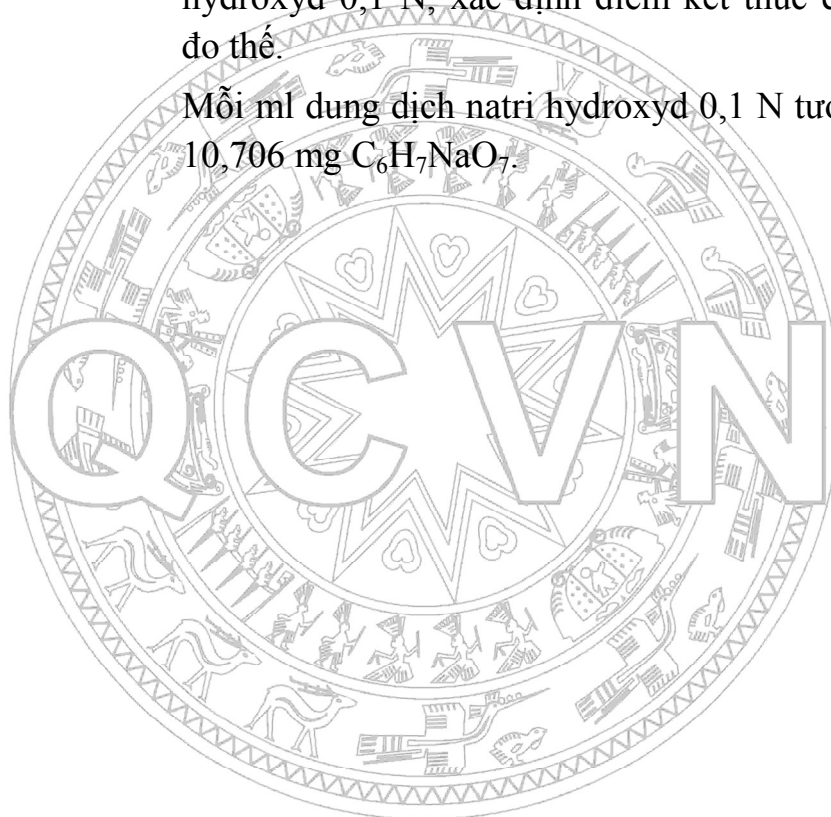 hydroxyd 0,1 N, xác định điểm kết thúc
đo thế.
Mỗi ml dung dịch natri hydroxyd 0,1 N
10,706 mg C₆H₇NaO₇.
QCVN